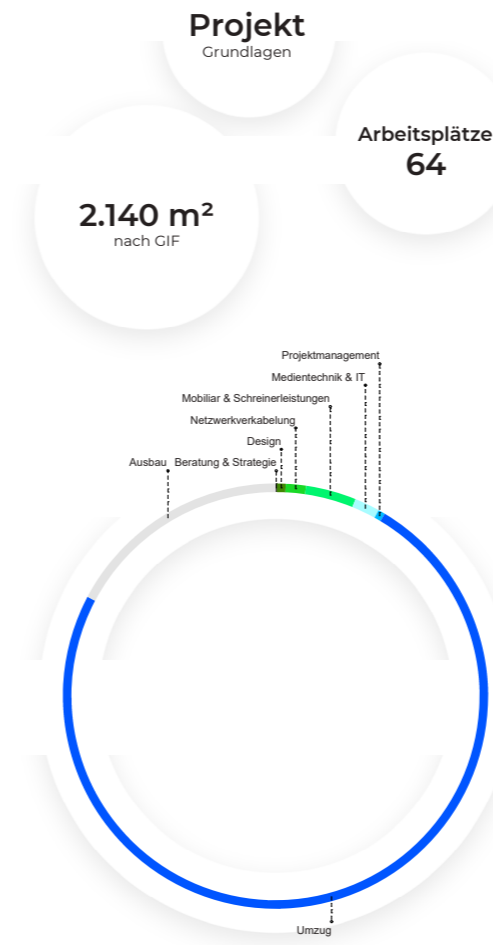 Projekt
Grundlagen
Arbeitsplätze
64
2.140 m²
nach GIF
Projektmanagement
Medientechnik & IT
Mobiliar & Schreinerleistungen
Netzwerkverkabelung
Design
Ausbau
Beratung & Strategie
Umzug